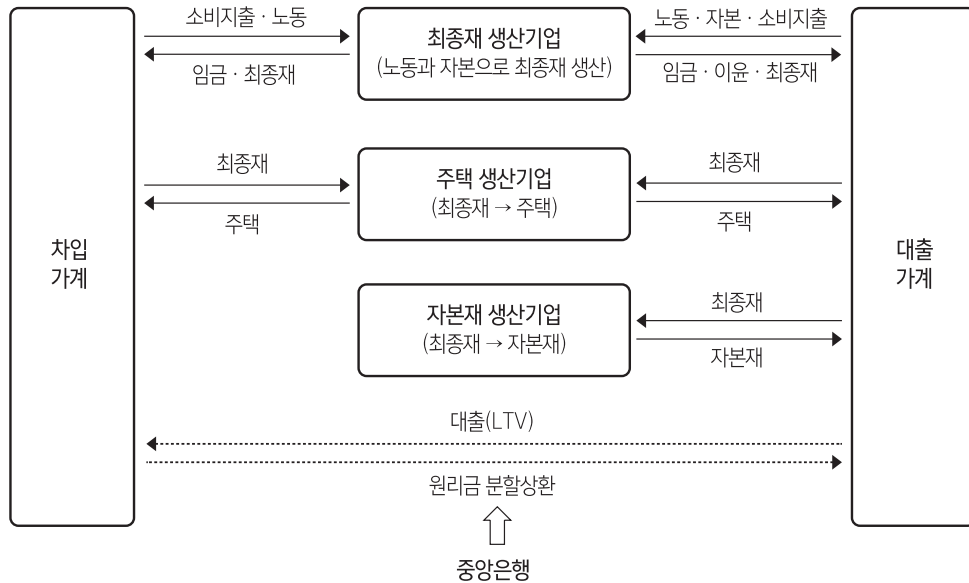 소비지출 · 노동
임금 · 최종재
최종재 생산기업
(노동과 자본으로 최종재 생산)
노동 · 자본 · 소비지출
임금 · 이윤 · 최종재
최종재
주택
주택 생산기업
(최종재 → 주택)
최종재
주택
차입
가계
대출
가계
자본재 생산기업
(최종재 → 자본재)
최종재
자본재
대출(LTV)
원리금 분할상환
중앙은행